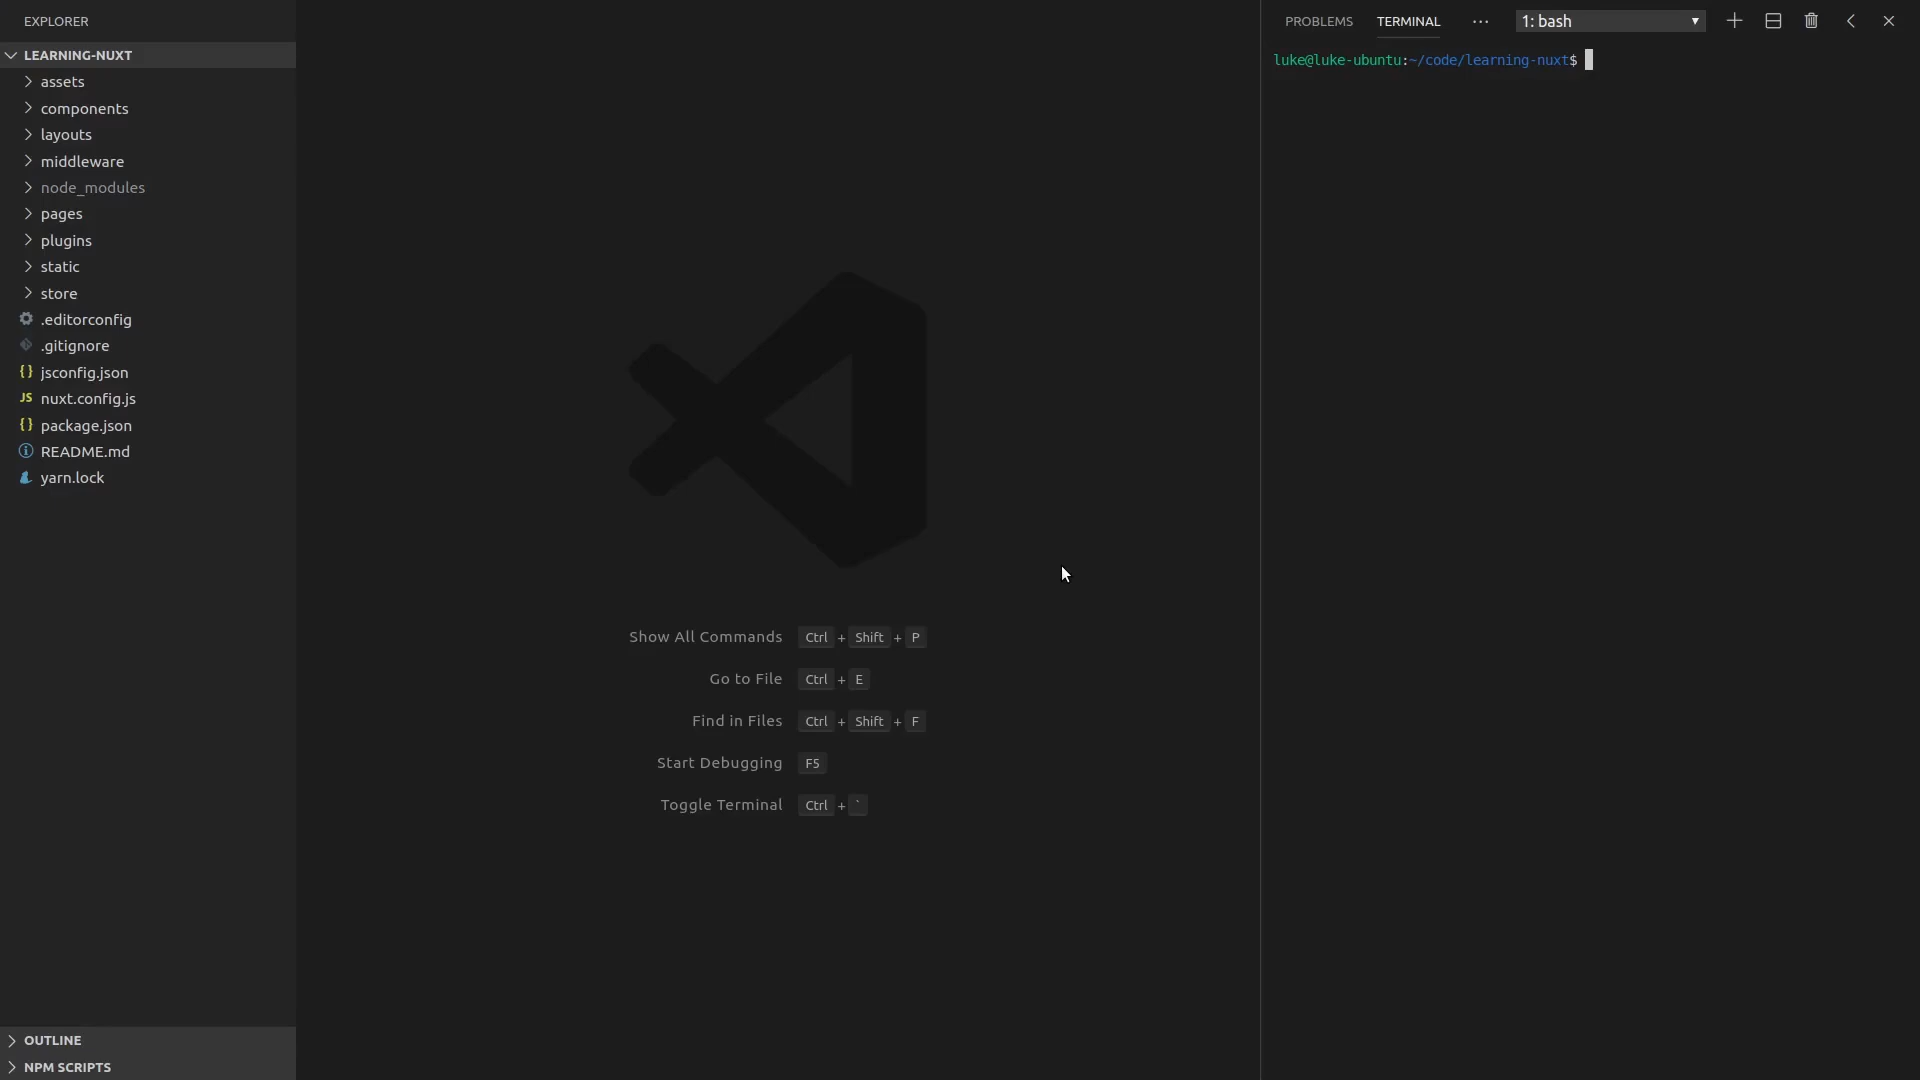 EXPLORER
LEARNING-NUXT
assets
components
layouts
middleware
node_modules
pages
plugins
static
store
.editorconfig
.gitignore
{ } jsconfig.json
JS nuxt.config.js
{ } package.json
README.md
yarn.lock
OUTLINE
NPM SCRIPTS
Show All Commands Ctrl + Shift + P
Go to File Ctrl + E
Find in Files Ctrl + Shift + F
Start Debugging F5
Toggle Terminal Ctrl + `
PROBLEMS TERMINAL ··· 1: bash
luke@luke-ubuntu:~/code/learning-nuxt$